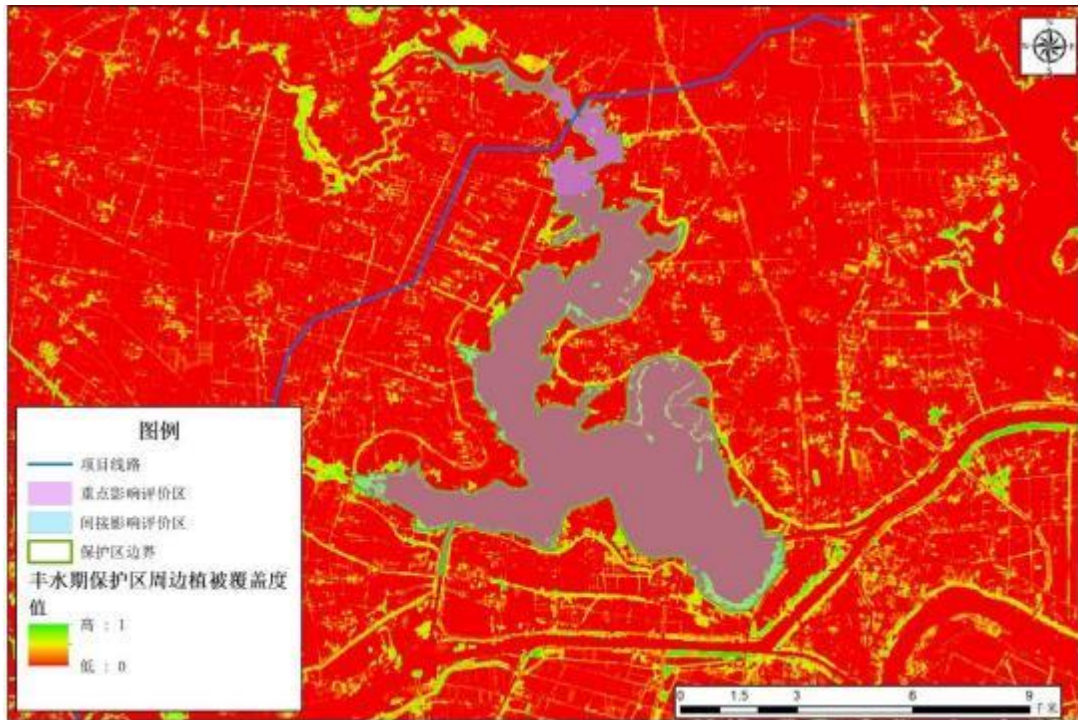 图例
项目线路
重点影响评价区
间接影响评价区
保护区边界
丰水期保护区周边植被覆盖度
值
高 : 1
低 : 0
0 1.5 3 6 9
千米